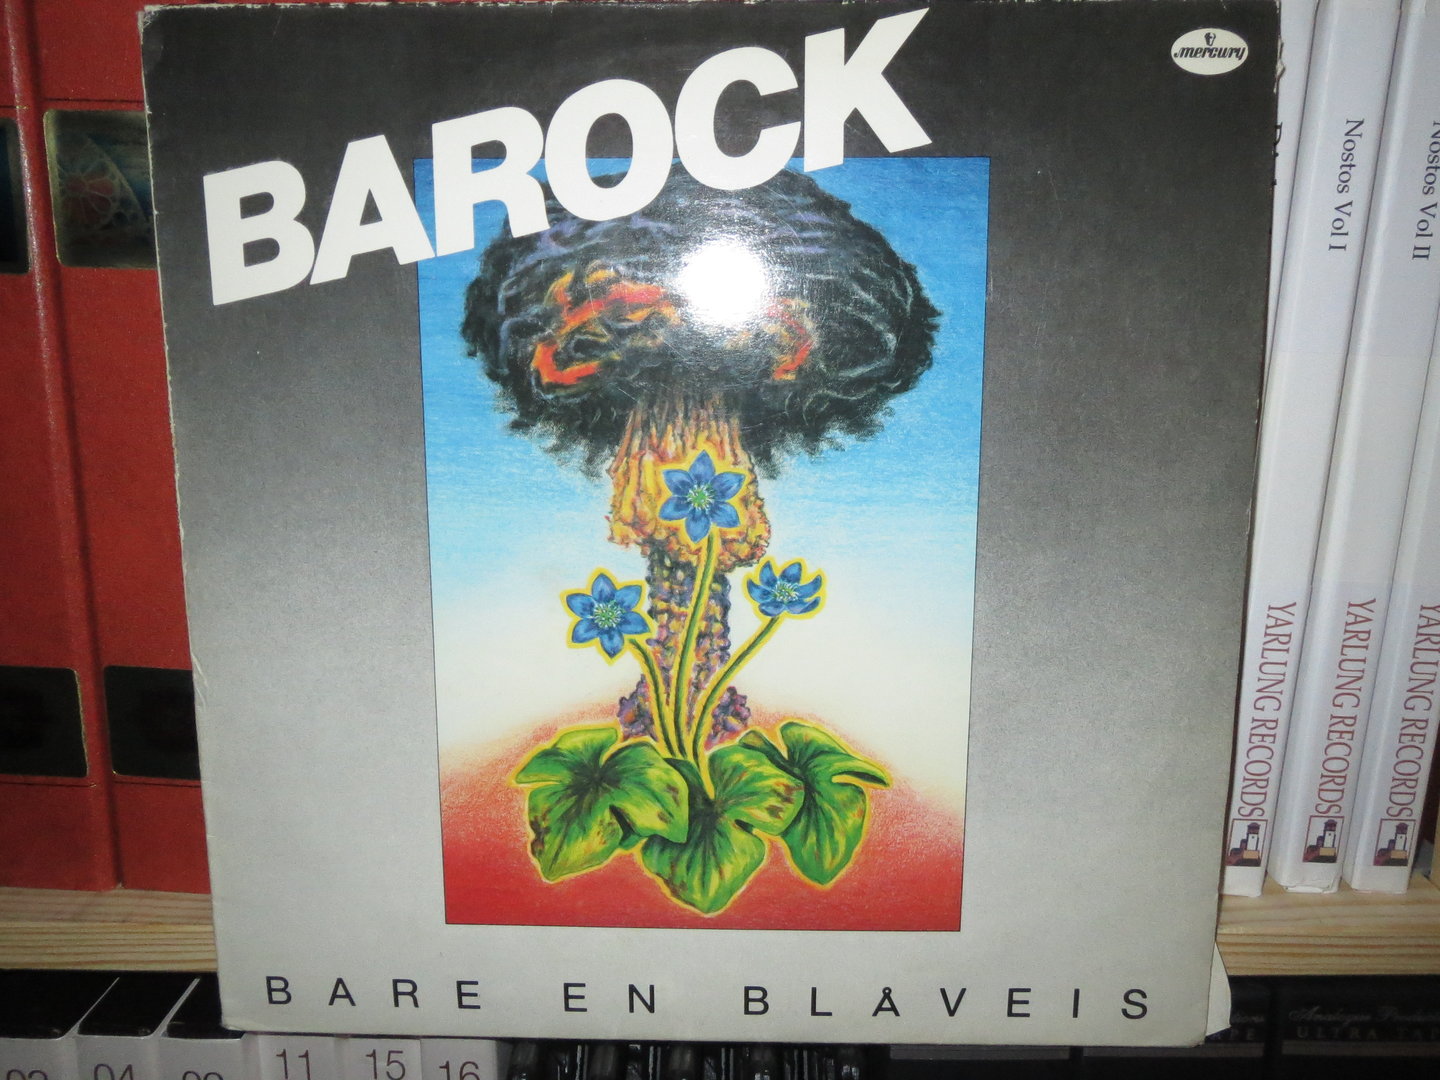 BAROCK
mercury
BARE EN BLÅVEIS
Nostos Vol I
Nostos Vol II
YARLUNG RECORDS
YARLUNG RECORDS
YARLUNG RECORDS
04
11
15
16